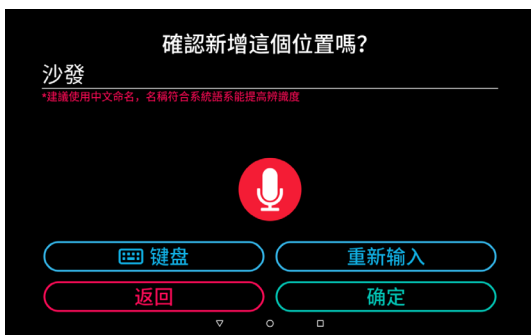 確認新增這個位置嗎?
沙發
*建議使用中文命名，名稱符合系統語系能提高辨識度
键盘
重新输入
返回
确定